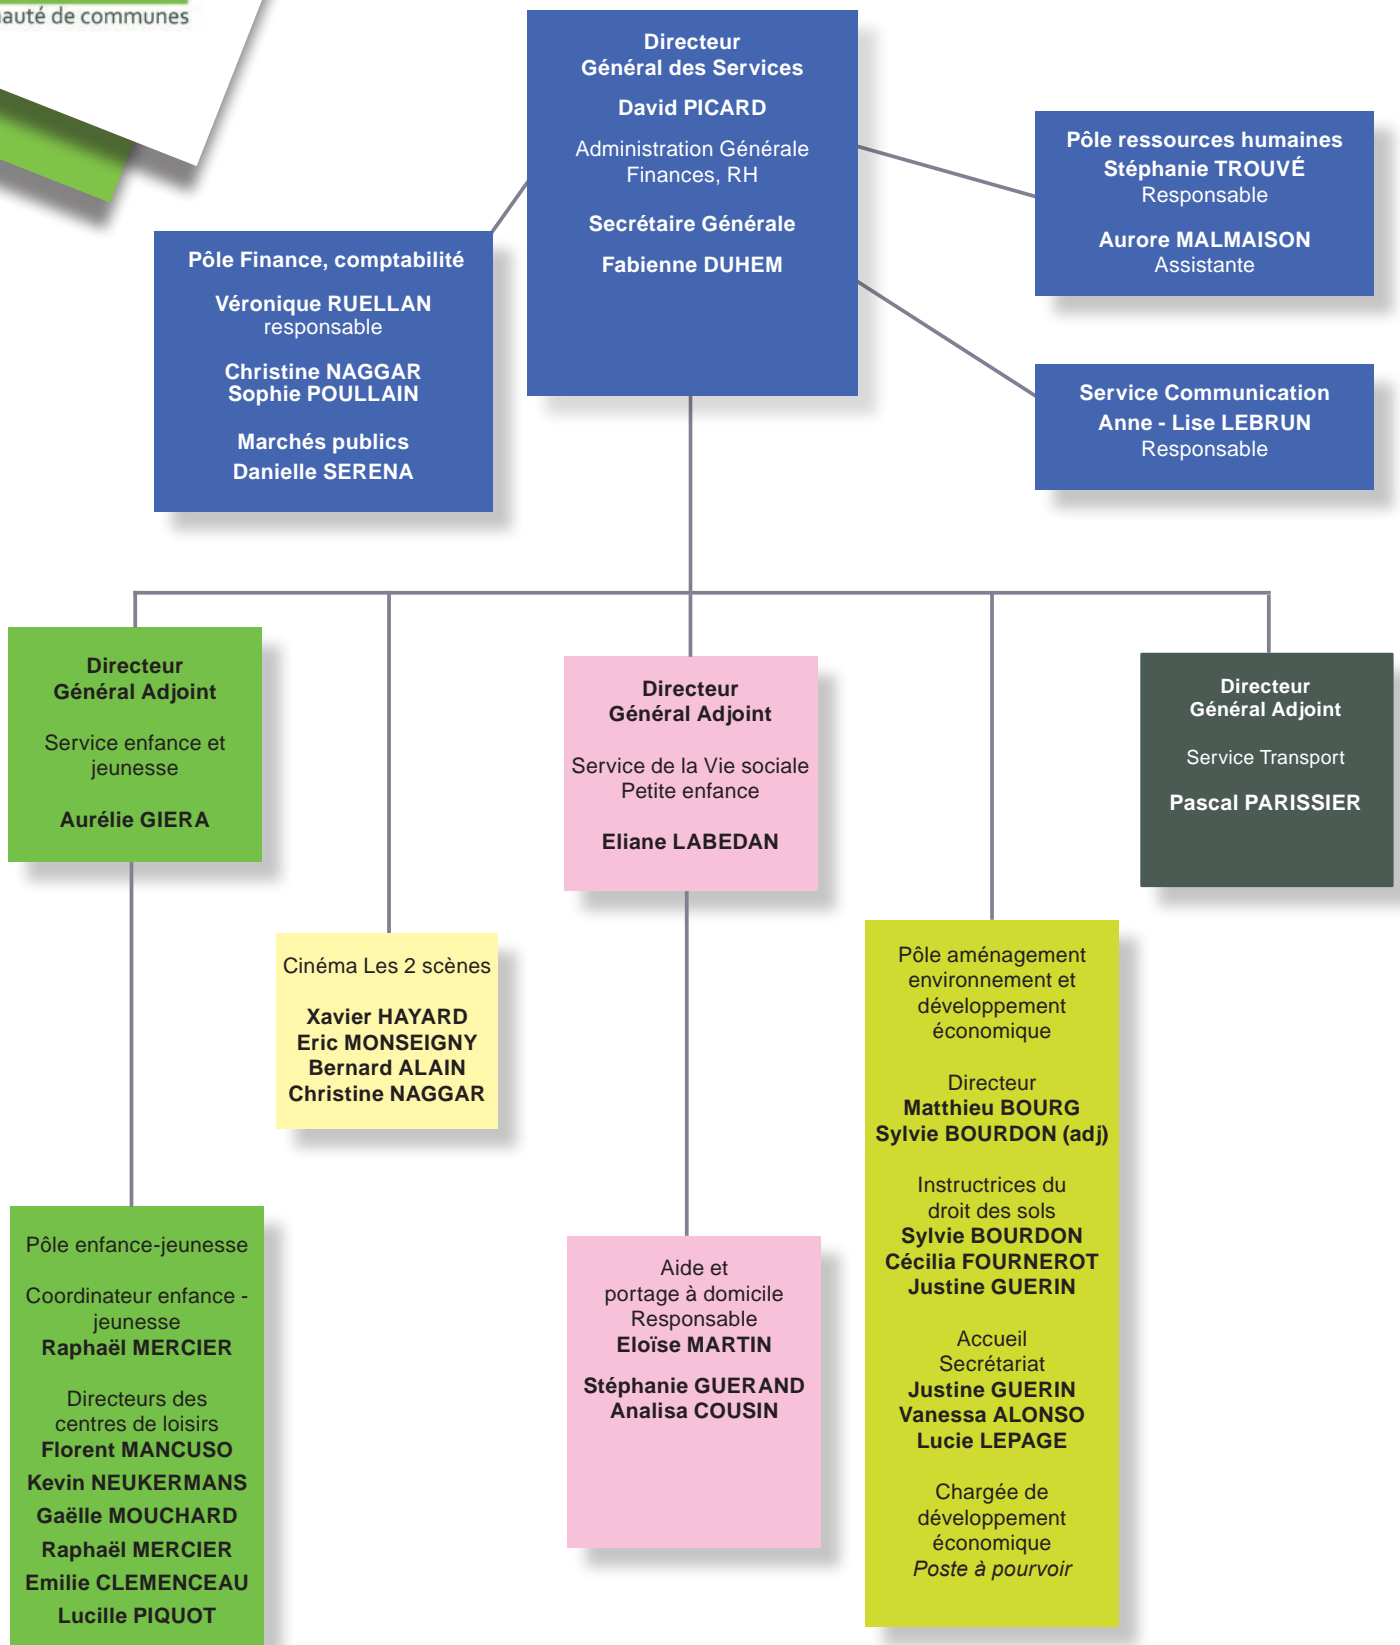 de communes
Directeur
Général des Services
David PICARD
Administration Générale
Finances, RH
Secrétaire Générale
Fabienne DUHEM
Pôle ressources humaines
Stéphanie TROUVÉ
Responsable
Aurore MALMAISON
Assistante
Pôle Finance, comptabilité
Véronique RUELLAN
responsable
Christine NAGGAR
Sophie POULLAIN
Marchés publics
Danielle SERENA
Service Communication
Anne - Lise LEBRUN
Responsable
Directeur
Général Adjoint
Service enfance et
jeunesse
Aurélie GIERA
Directeur
Général Adjoint
Service de la Vie sociale
Petite enfance
Eliane LABEDAN
Directeur
Général Adjoint
Service Transport
Pascal PARISSIER
Cinéma Les 2 scènes
Xavier HAYARD
Eric MONSEIGNY
Bernard ALAIN
Christine NAGGAR
Pôle aménagement
environnement et
développement
économique
Directeur
Matthieu BOURG
Sylvie BOURDON (adj)
Instructrices du
droit des sols
Sylvie BOURDON
Cécilia FOURNEROT
Justine GUERIN
Accueil
Secrétariat
Justine GUERIN
Vanessa ALONSO
Lucie LEPAGE
Chargée de
développement
économique
Poste à pourvoir
Pôle enfance-jeunesse
Coordinateur enfance -
jeunesse
Raphaël MERCIER
Directeurs des
centres de loisirs
Florent MANCUSO
Kevin NEUKERMANS
Gaëlle MOUCHARD
Raphaël MERCIER
Emilie CLEMENCEAU
Lucille PIQUOT
Aide et
portage à domicile
Responsable
Eloïse MARTIN
Stéphanie GUERAND
Analisa COUSIN